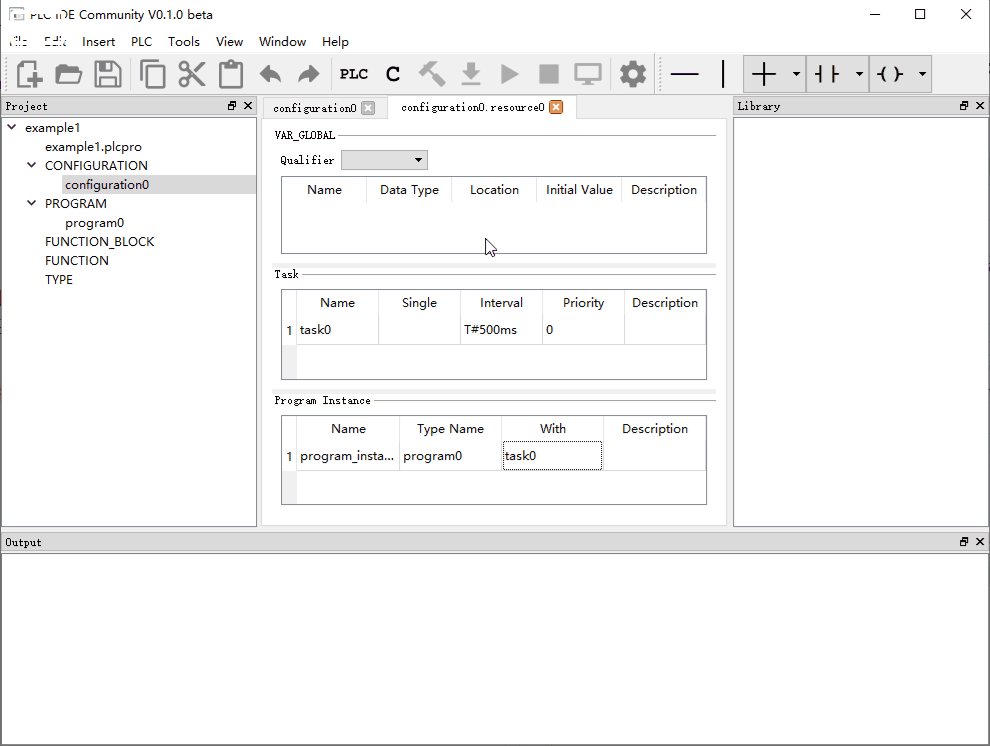 PLC IDE Community V0.1.0 beta
File Edit Insert PLC Tools View Window Help
PLC C
Project
example1
example1.plcpro
CONFIGURATION
configuration0
PROGRAM
program0
FUNCTION_BLOCK
FUNCTION
TYPE
configuration0 configuration0.resource0
VAR_GLOBAL
Qualifier
Name Data Type Location Initial Value Description
Task
Name Single Interval Priority Description
1 task0 T#500ms 0
Program Instance
Name Type Name With Description
1 program_insta... program0 task0
Library
Output